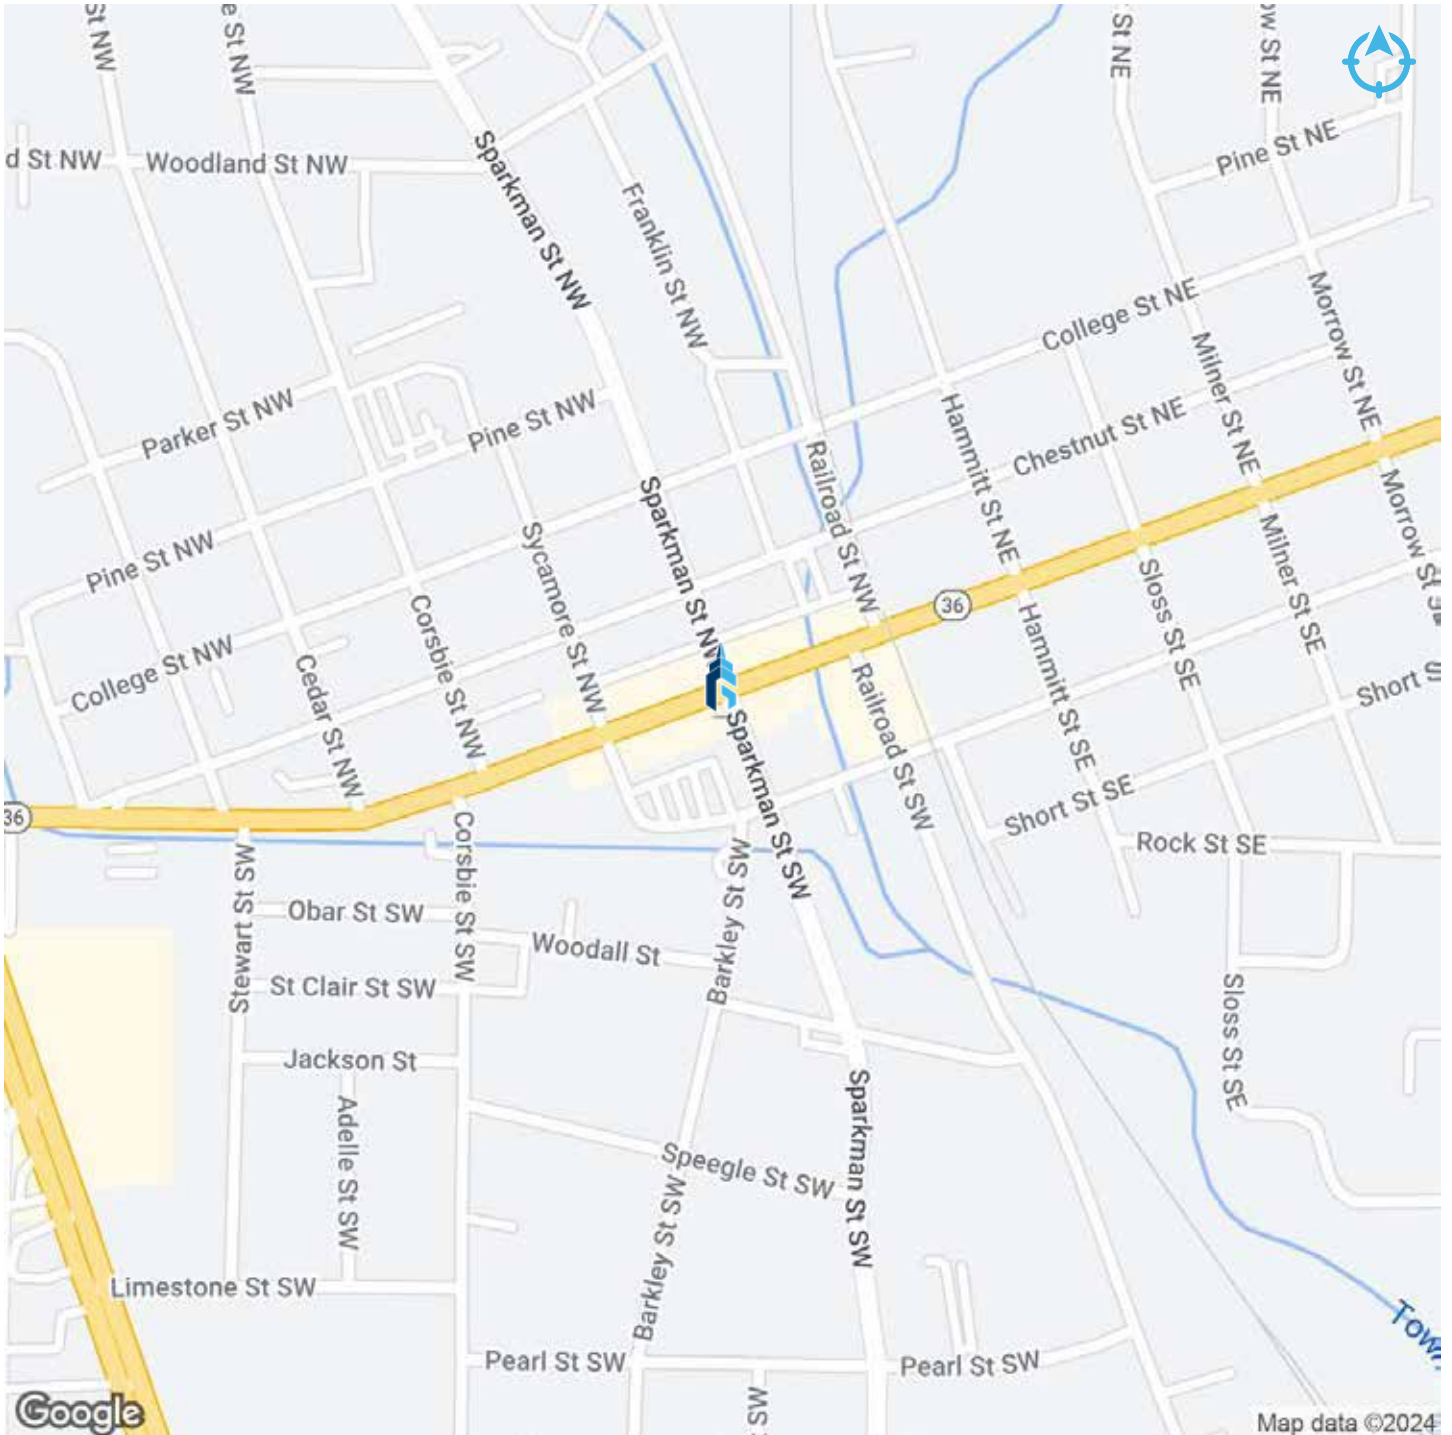 St NW
e St NW
St NE
ow St NE
d St NW
Woodland St NW
Sparkman St NW
Franklin St NW
Pine St NE
College St NE
Morrow St NE
Milner St NE
Parker St NW
Pine St NW
Hammitt St NE
Chestnut St NE
Railroad St NW
Sparkman St NW
Sycamore St NW
Pine St NW
Morrow St SE
Milner St SE
Sloss St SE
36
Corsbie St NW
College St NW
Cedar St NW
Hammitt St SE
Railroad St SW
Short S
Sparkman St SW
Short St SE
Rock St SE
36
Corsbie St SW
Stewart St SW
Barkley St SW
Obar St SW
Woodall St
St Clair St SW
Sloss St SE
Jackson St
Adelle St SW
Sparkman St SW
Speegle St SW
Barkley St SW
Limestone St SW
Town
Pearl St SW
Pearl St SW
t SW
Google
Map data ©2024